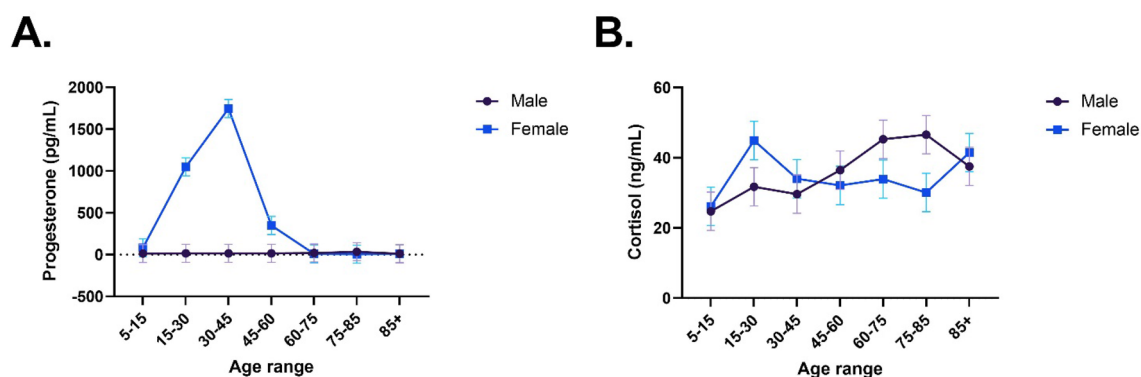 A.
Progesterone (pg/mL)
2000
1500
1000
500
0
-500
5-15
15-30
30-45
45-60
60-75
75-85
85+
Age range
Male
Female
B.
Cortisol (ng/mL)
60
40
20
0
5-15
15-30
30-45
45-60
60-75
75-85
85+
Age range
Male
Female